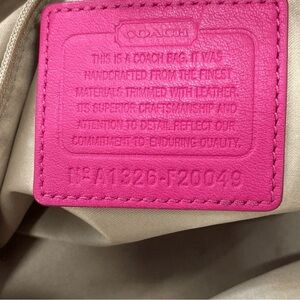 COACH
THIS IS A COACH BAG. IT WAS
HANDCRAFTED FROM THE FINEST
MATERIALS TRIMMED WITH LEATHER.
ITS SUPERIOR CRAFTSMANSHIP AND
ATTENTION TO DETAIL REFLECT OUR
COMMITMENT TO ENDURING QUALITY.
Nº A1326-F20049